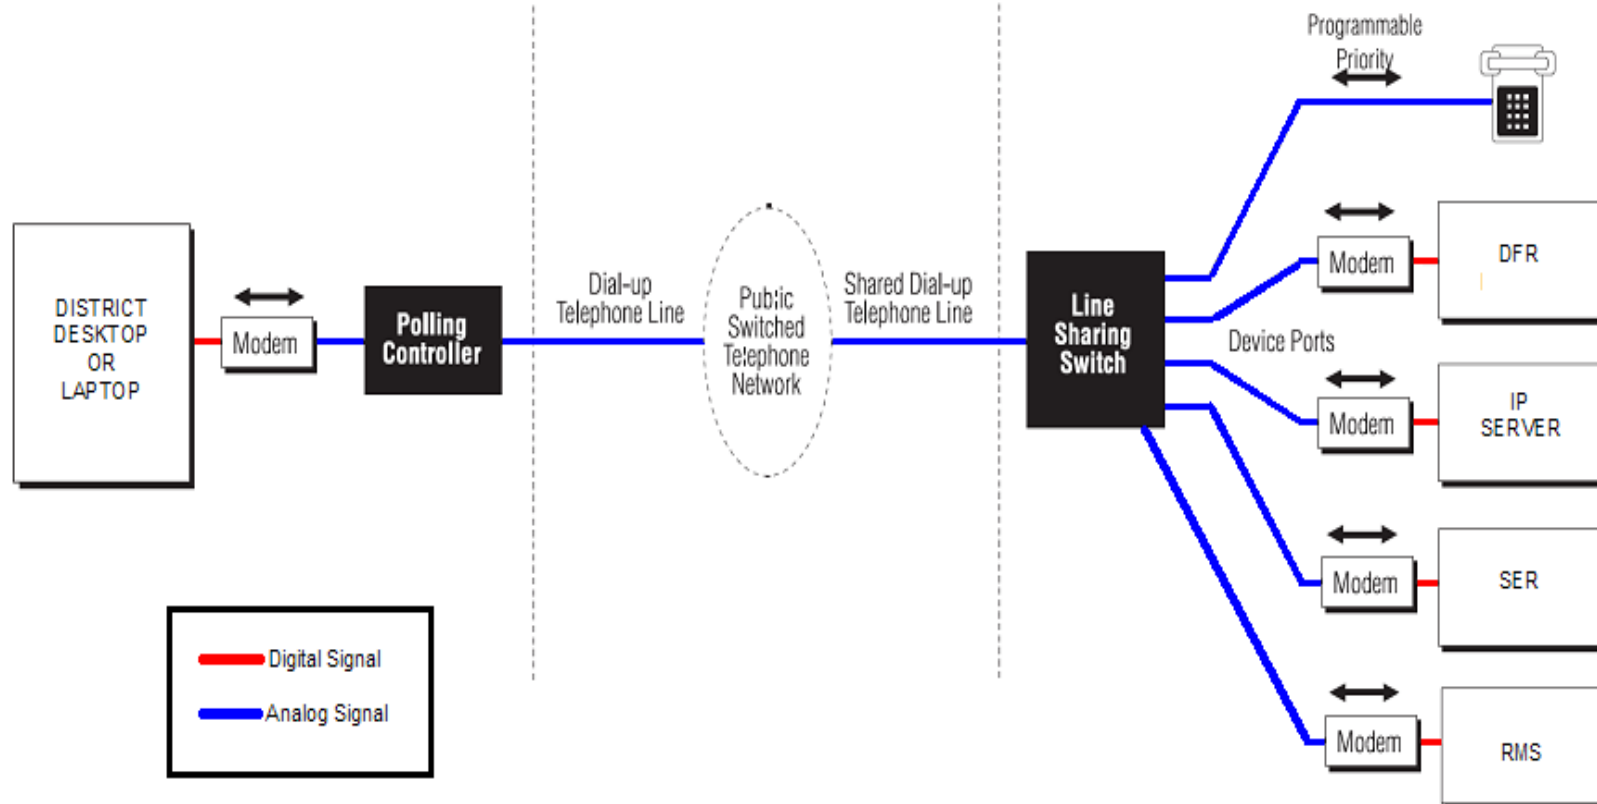 Programmable
Priority
DISTRICT
DESKTOP
OR
LAPTOP
Modem
Polling
Controller
Dial-up
Telephone Line
Public
Switched
Telephone
Network
Shared Dial-up
Telephone Line
Line
Sharing
Switch
Device Ports
Modem
DFR
Modem
IP
SERVER
Modem
SER
Modem
RMS
Digital Signal
Analog Signal